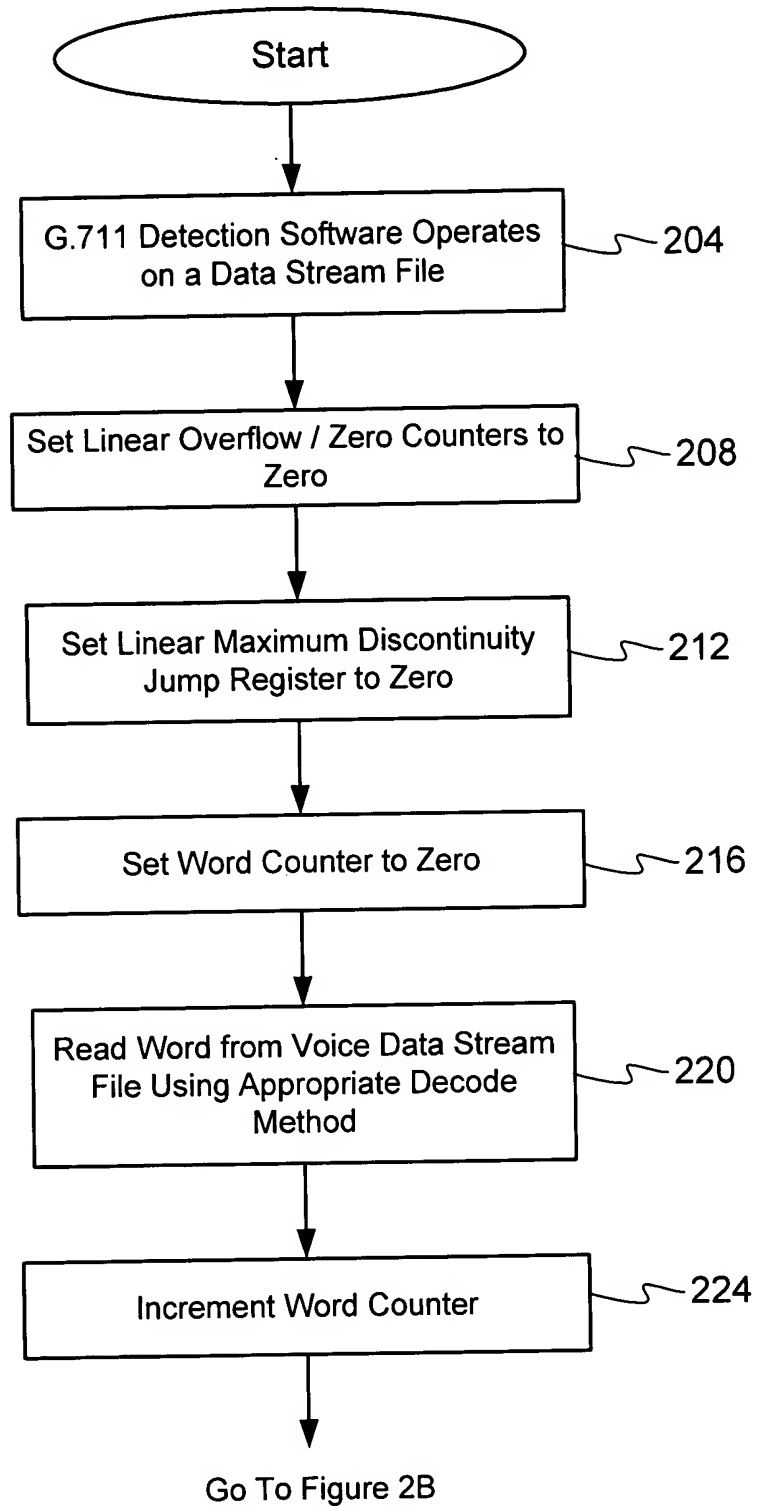 Start
G.711 Detection Software Operates
on a Data Stream File
204
Set Linear Overflow / Zero Counters to
Zero
208
Set Linear Maximum Discontinuity
Jump Register to Zero
212
Set Word Counter to Zero
216
Read Word from Voice Data Stream
File Using Appropriate Decode
Method
220
Increment Word Counter
224
Go To Figure 2B